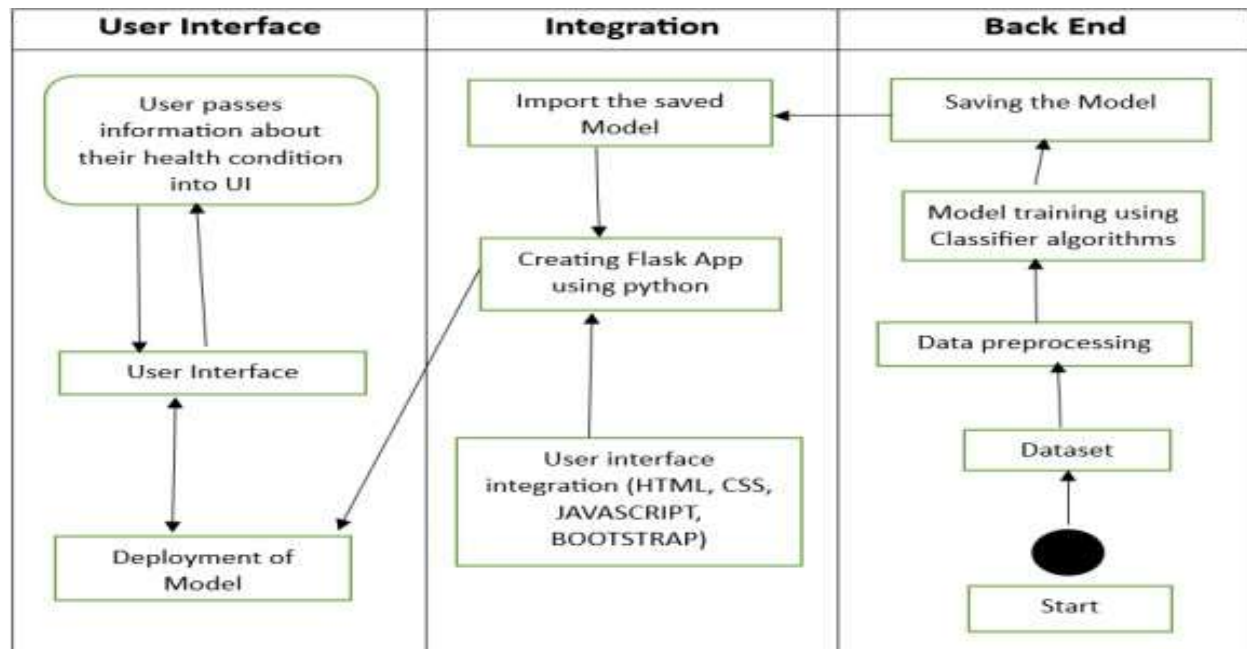 User Interface
Integration
Back End
User passes
information about
their health condition
into UI
User Interface
Deployment of
Model
Import the saved
Model
Creating Flask App
using python
User interface
integration (HTML, CSS,
JAVASCRIPT,
BOOTSTRAP)
Saving the Model
Model training using
Classifier algorithms
Data preprocessing
Dataset
Start